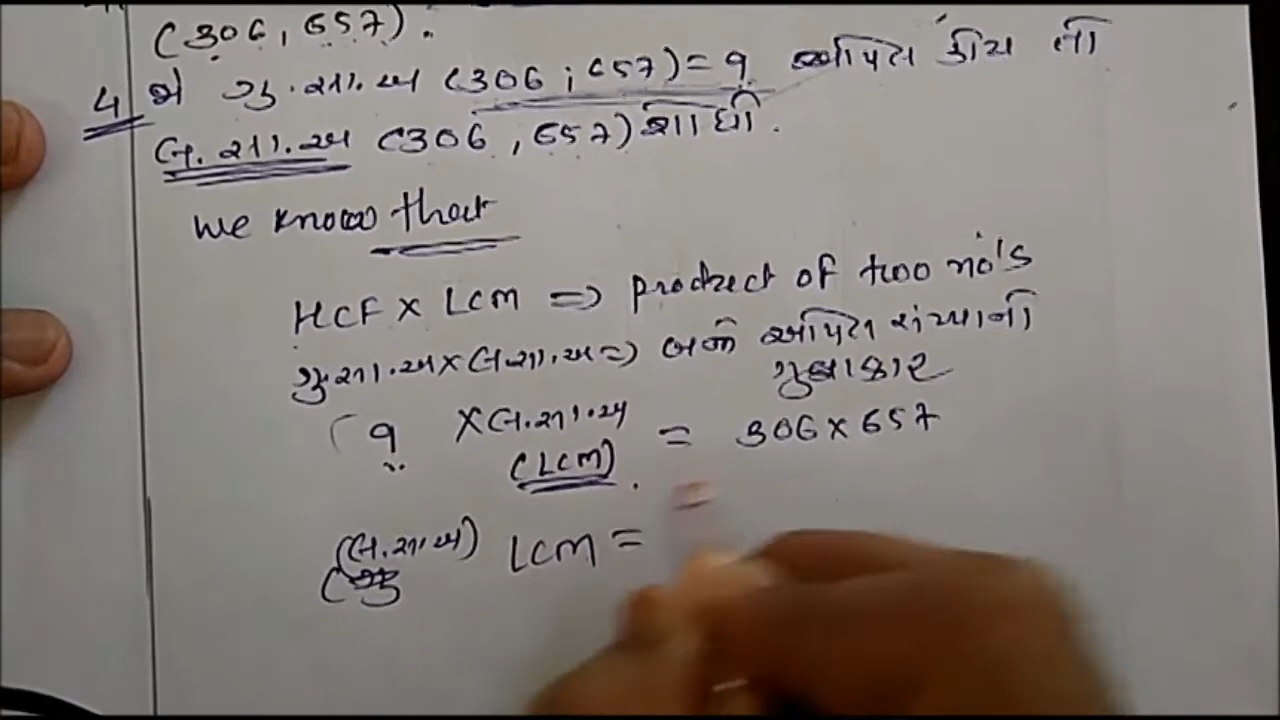 (306, 657).
4 જો ગુ.સા.અ (306, 657) = 9 આપેલ હોય તો
લ.સા.અ (306, 657) શોધો.
We know that
HCF X LCM => product of two no's
ગુ.સા.અ X લ.સા.અ => બંને આપેલ સંખ્યાનો
ગુણાકાર
9 X લ.સા.અ = 306 X 657
(LCM).
(લ.સા.અ) LCM =
(ગુ